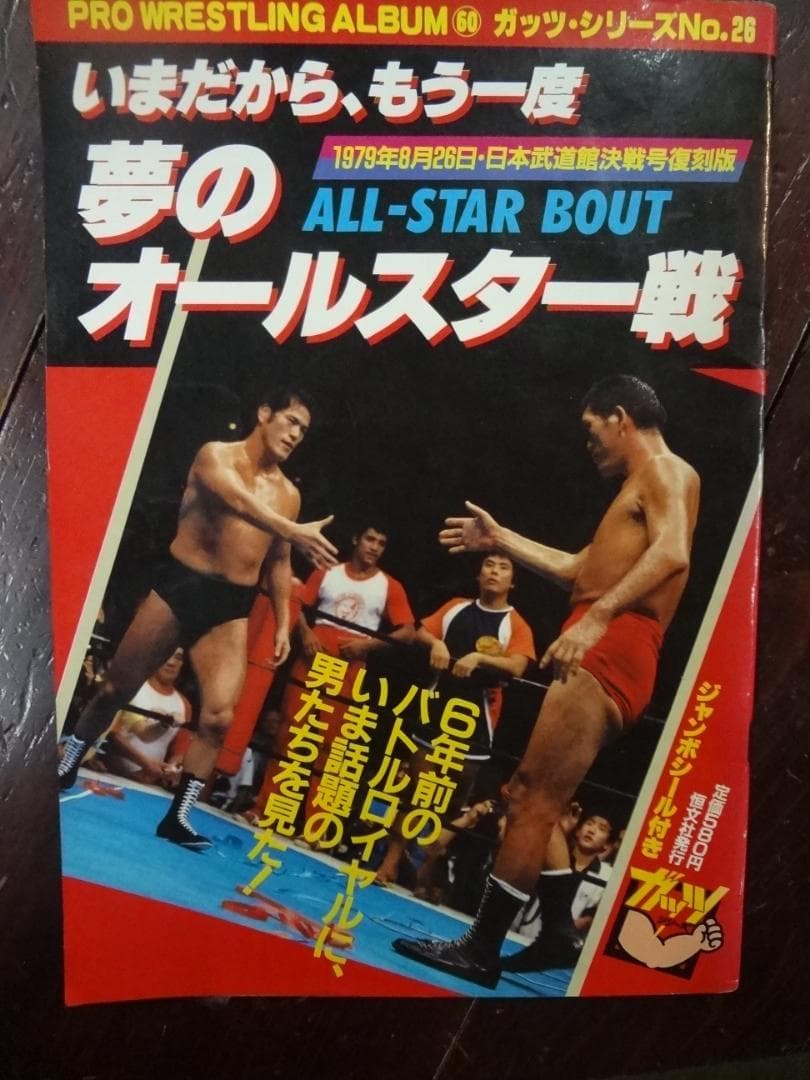 PRO WRESTLING ALBUM㊿ ガッツ・シリーズNo.26
いまだから、もう一度
1979年8月26日・日本武道館決戦号復刻版
夢の
ALL-STAR BOUT
オールスター戦
6年前の
バトルロイヤルに、
いま話題の
男たちを見た!
ジャンボシール付き
定価580円
恒文社発行
ガッツ